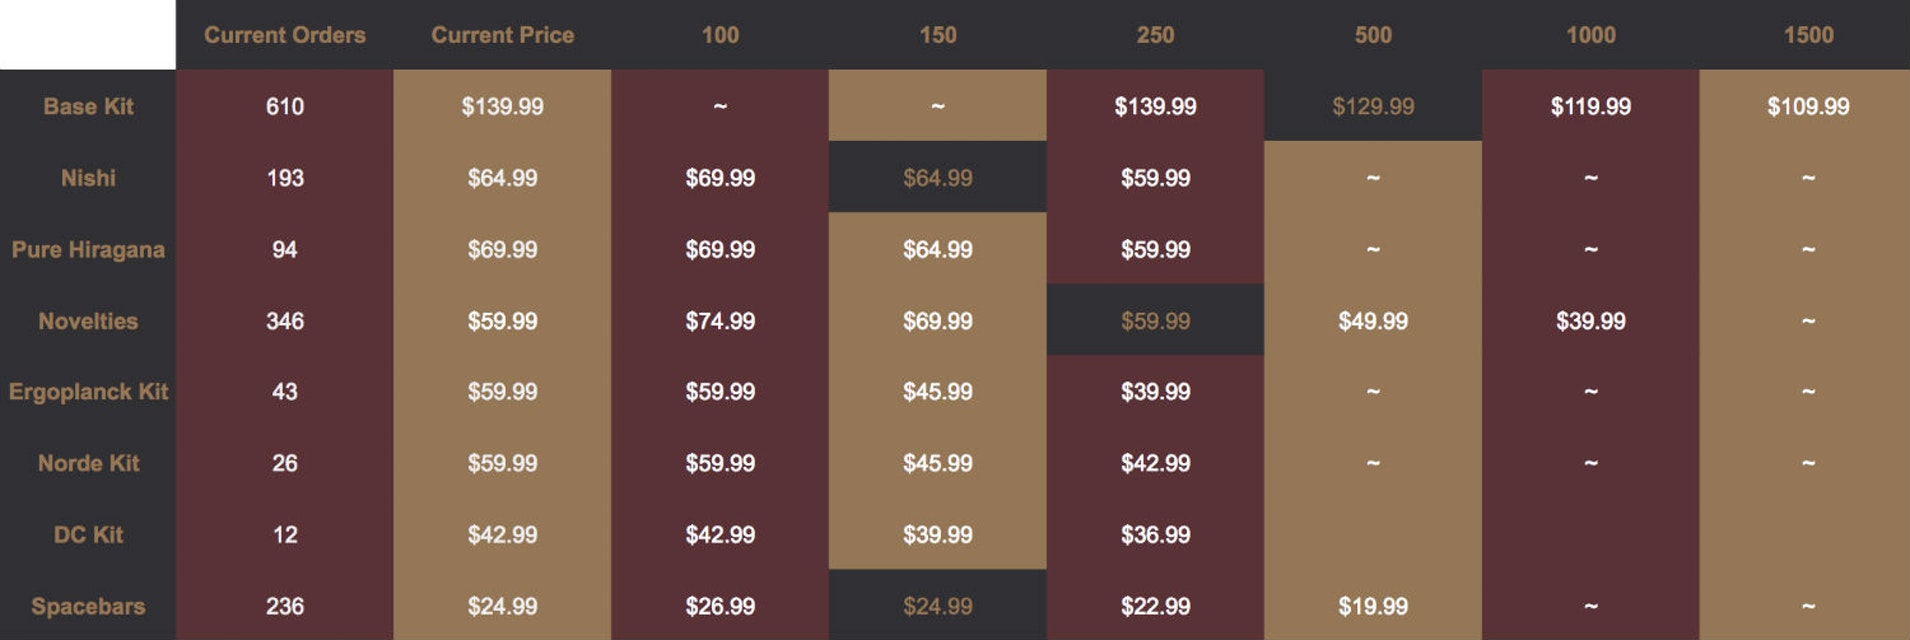 Current Orders Current Price 100 150 250 500 1000 1500
Base Kit 610 $139.99 ~ ~ $139.99 $129.99 $119.99 $109.99
Nishi 193 $64.99 $69.99 $64.99 $59.99 ~ ~ ~
Pure Hiragana 94 $69.99 $69.99 $64.99 $59.99 ~ ~ ~
Novelties 346 $59.99 $74.99 $69.99 $59.99 $49.99 $39.99 ~
Ergoplanck Kit 43 $59.99 $59.99 $45.99 $39.99 ~ ~ ~
Norde Kit 26 $59.99 $59.99 $45.99 $42.99 ~ ~ ~
DC Kit 12 $42.99 $42.99 $39.99 $36.99
Spacebars 236 $24.99 $26.99 $24.99 $22.99 $19.99 ~ ~